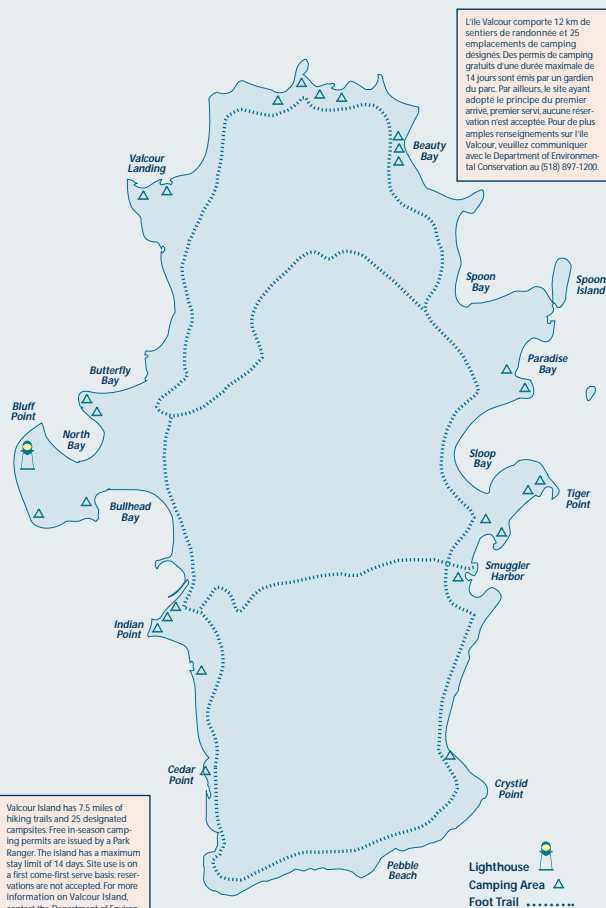 L'île Valcour comporte 12 km de
sentiers de randonnée et 25
emplacements de camping
désignés. Des permis de camping
gratuits d'une durée maximale de
14 jours sont émis par un gardien
du parc. Par ailleurs, le site ayant
adopté le principe du premier
arrivé, premier servi, aucune réser-
vation n'est acceptée. Pour de plus
amples renseignements sur l'île
Valcour, veuillez communiquer
avec le Department of Environmen-
tal Conservation au (518) 897-1200.
Beauty
Bay
Valcour
Landing
Spoon
Bay
Spoon
Island
Paradise
Bay
Butterfly
Bay
Bluff
Point
North
Bay
Sloop
Bay
Tiger
Point
Bullhead
Bay
Smuggler
Harbor
Indian
Point
Cedar
Point
Crystid
Point
Pebble
Beach
Valcour Island has 7.5 miles of
hiking trails and 25 designated
campsites. Free in-season camp-
ing permits are issued by a Park
Ranger. The island has a maximum
stay limit of 14 days. Site use is on
a first come-first serve basis; reser-
vations are not accepted. For more
information on Valcour Island,
contact the Department of Environ-
Lighthouse
Camping Area
Foot Trail